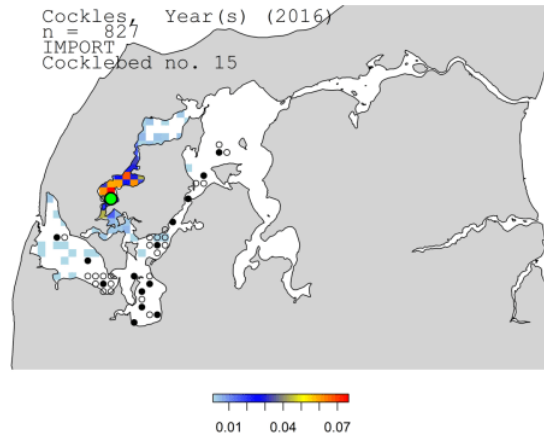 Cockles,  Year(s) (2016)
n =  827
IMPORT
Cocklebed no. 15
0.01 0.04 0.07